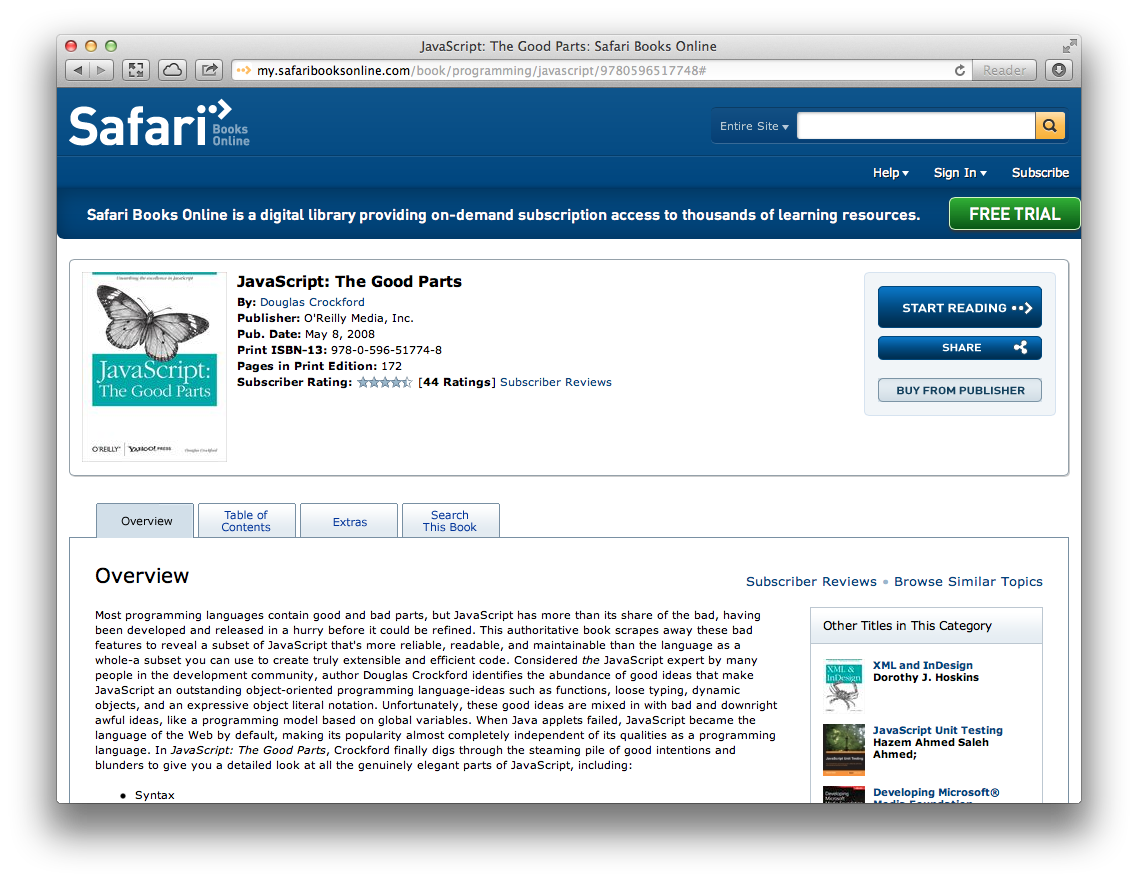 JavaScript: The Good Parts: Safari Books Online
my.safaribooksonline.com/book/programming/javascript/9780596517748#
Reader
Safari
Books
Online
Entire Site
Help
Sign In
Subscribe
Safari Books Online is a digital library providing on-demand subscription access to thousands of learning resources.
FREE TRIAL
Unearthing the excellence in JavaScript
JavaScript:
The Good Parts
O'REILLY®
YAHOO! PRESS
Douglas Crockford
JavaScript: The Good Parts
By: Douglas Crockford
Publisher: O'Reilly Media, Inc.
Pub. Date: May 8, 2008
Print ISBN-13: 978-0-596-51774-8
Pages in Print Edition: 172
Subscriber Rating: [44 Ratings] Subscriber Reviews
START READING
SHARE
BUY FROM PUBLISHER
Overview
Table of
Contents
Extras
Search
This Book
Overview
Subscriber Reviews • Browse Similar Topics
Most programming languages contain good and bad parts, but JavaScript has more than its share of the bad, having
been developed and released in a hurry before it could be refined. This authoritative book scrapes away these bad
features to reveal a subset of JavaScript that's more reliable, readable, and maintainable than the language as a
whole-a subset you can use to create truly extensible and efficient code. Considered the JavaScript expert by many
people in the development community, author Douglas Crockford identifies the abundance of good ideas that make
JavaScript an outstanding object-oriented programming language-ideas such as functions, loose typing, dynamic
objects, and an expressive object literal notation. Unfortunately, these good ideas are mixed in with bad and downright
awful ideas, like a programming model based on global variables. When Java applets failed, JavaScript became the
language of the Web by default, making its popularity almost completely independent of its qualities as a programming
language. In JavaScript: The Good Parts, Crockford finally digs through the steaming pile of good intentions and
blunders to give you a detailed look at all the genuinely elegant parts of JavaScript, including:
• Syntax
Other Titles in This Category
XML &
InDesign
XML and InDesign
Dorothy J. Hoskins
JavaScript Unit Testing
JavaScript Unit Testing
Hazem Ahmed Saleh
Ahmed;
Developing
Microsoft
Developing Microsoft®
Media Foundation